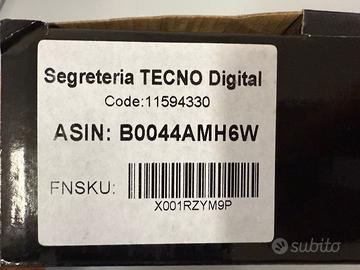 Segreteria TECNO Digital
Code:11594330
ASIN: B0044AMH6W
FNSKU:
X001RZYM9P
subito